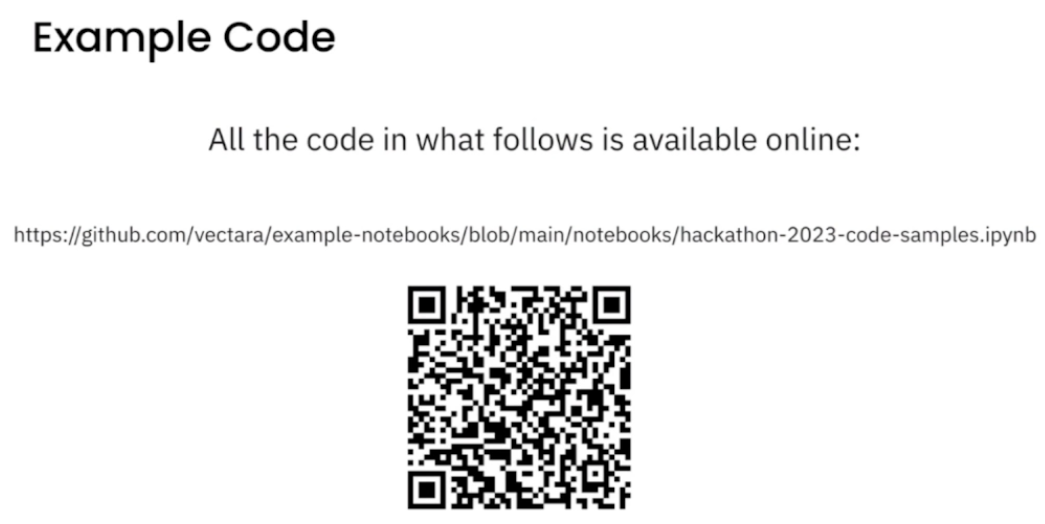 Example Code
All the code in what follows is available online:
https://github.com/vectara/example-notebooks/blob/main/notebooks/hackathon-2023-code-samples.ipynb